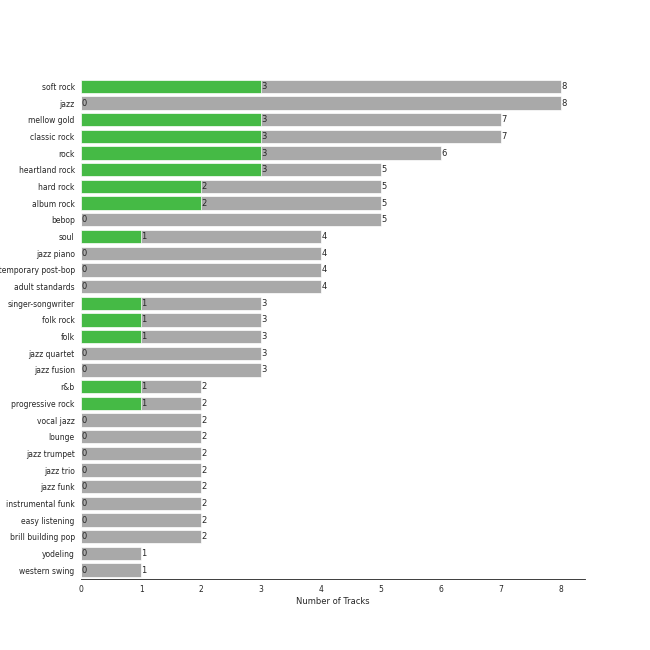 soft rock 3 8
jazz 0 8
mellow gold 3 7
classic rock 3 7
rock 3 6
heartland rock 3 5
hard rock 2 5
album rock 2 5
bebop 0 5
soul 1 4
jazz piano 0 4
temporary post-bop 0 4
adult standards 0 4
singer-songwriter 1 3
folk rock 1 3
folk 1 3
jazz quartet 0 3
jazz fusion 0 3
r&b 1 2
progressive rock 1 2
vocal jazz 0 2
lounge 0 2
jazz trumpet 0 2
jazz trio 0 2
jazz funk 0 2
instrumental funk 0 2
easy listening 0 2
brill building pop 0 2
yodeling 0 1
western swing 0 1
0 1 2 3 4 5 6 7 8
Number of Tracks